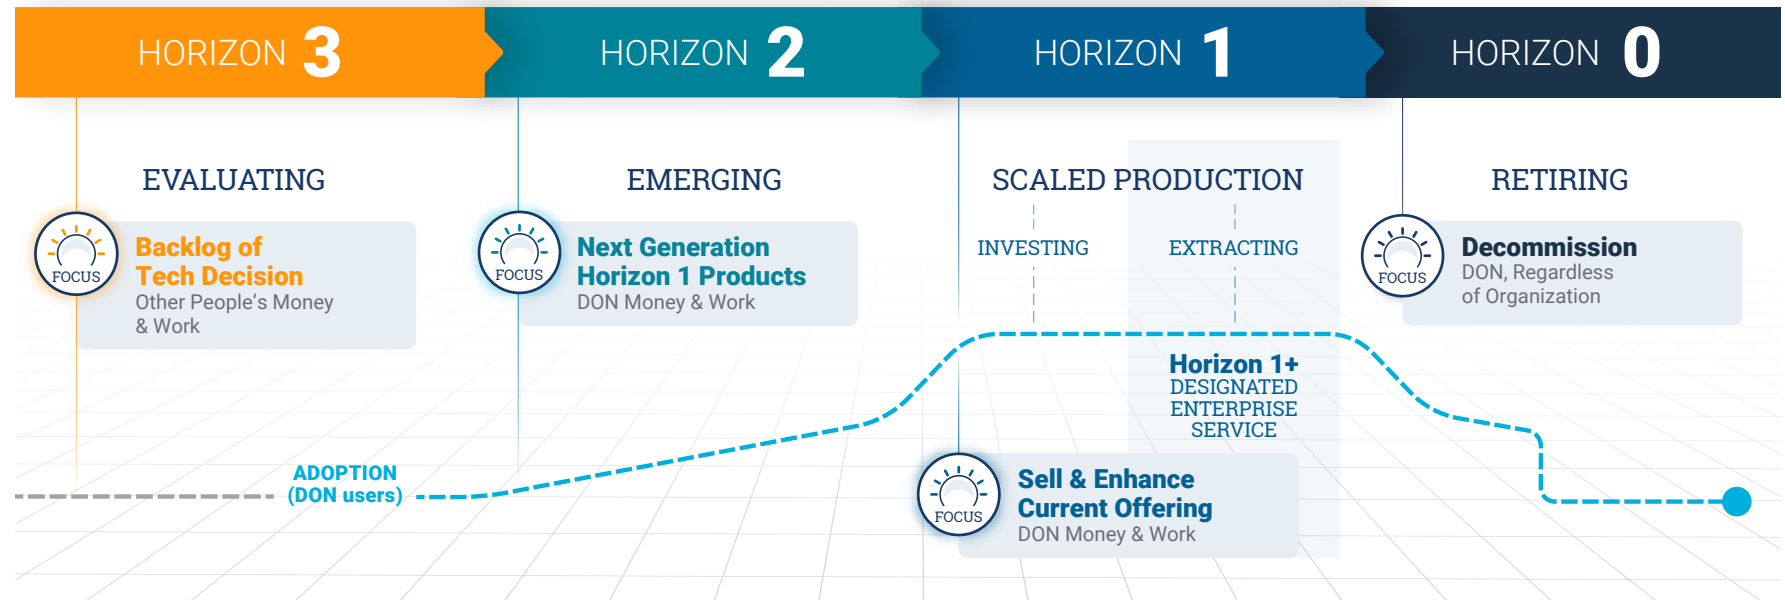 HORIZON 3
HORIZON 2
HORIZON 1
HORIZON 0
EVALUATING
FOCUS
Backlog of
Tech Decision
Other People's Money
& Work
EMERGING
FOCUS
Next Generation
Horizon 1 Products
DON Money & Work
SCALED PRODUCTION
INVESTING
EXTRACTING
Horizon 1+
DESIGNATED
ENTERPRISE
SERVICE
FOCUS
Sell & Enhance
Current Offering
DON Money & Work
RETIRING
FOCUS
Decommission
DON, Regardless
of Organization
ADOPTION
(DON users)